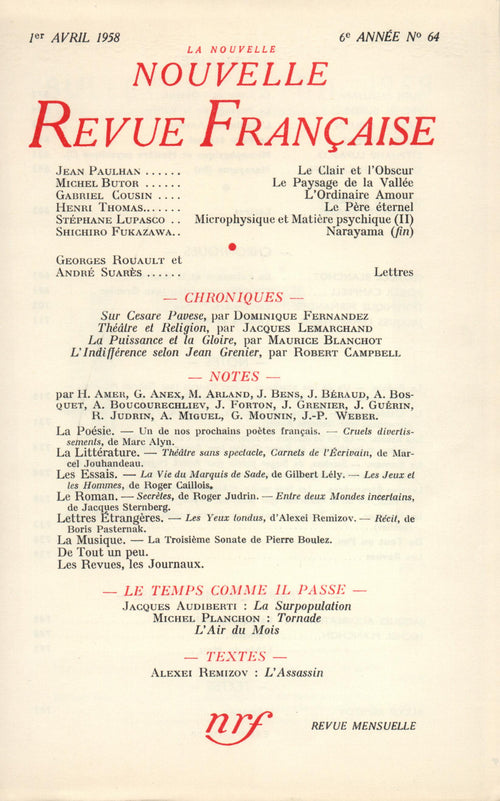 1er AVRIL 1958 6e ANNÉE No 64
LA NOUVELLE
NOUVELLE
REVUE FRANÇAISE
JEAN PAULHAN ...... Le Clair et l'Obscur
MICHEL BUTOR ...... Le Paysage de la Vallée
GABRIEL COUSIN .... L'Ordinaire Amour
HENRI THOMAS...... Le Père éternel
STÉPHANE LUPASCO .. Microphysique et Matière psychique (II)
SHICHIRO FUKAZAWA.. Narayama (fin)
GEORGES ROUAULT et
ANDRÉ SUARÈS ...... Lettres
— CHRONIQUES —
Sur Cesare Pavese, par DOMINIQUE FERNANDEZ
Théâtre et Religion, par JACQUES LEMARCHAND
La Puissance et la Gloire, par MAURICE BLANCHOT
L'Indifférence selon Jean Grenier, par ROBERT CAMPBELL
— NOTES —
par H. AMER, G. ANEX, M. ARLAND, J. BENS, J. BÉRAUD, A. BOS-
QUET, A. BOUCOURECHLIEV, J. FORTON, J. GRENIER, J. GUÉRIN,
R. JUDRIN, A. MIGUEL, G. MOUNIN, J.-P. WEBER.
La Poésie. — Un de nos prochains poètes français. — Cruels divertis-
sements, de Marc Alyn.
La Littérature. — Théâtre sans spectacle, Carnets de l'Écrivain, de Mar-
cel Jouhandeau.
Les Essais. — La Vie du Marquis de Sade, de Gilbert Lély. — Les Jeux et
les Hommes, de Roger Caillois.
Le Roman. — Secrètes, de Roger Judrin. — Entre deux Mondes incertains,
de Jacques Sternberg.
Lettres Étrangères. — Les Yeux tondus, d'Alexei Remizov. — Récit, de
Boris Pasternak.
La Musique. — La Troisième Sonate de Pierre Boulez.
De Tout un peu.
Les Revues, les Journaux.
— LE TEMPS COMME IL PASSE —
JACQUES AUDIBERTI : La Surpopulation
MICHEL PLANCHON : Tornade
L'Air du Mois
— TEXTES —
ALEXEI REMIZOV : L'Assassin
nrf REVUE MENSUELLE